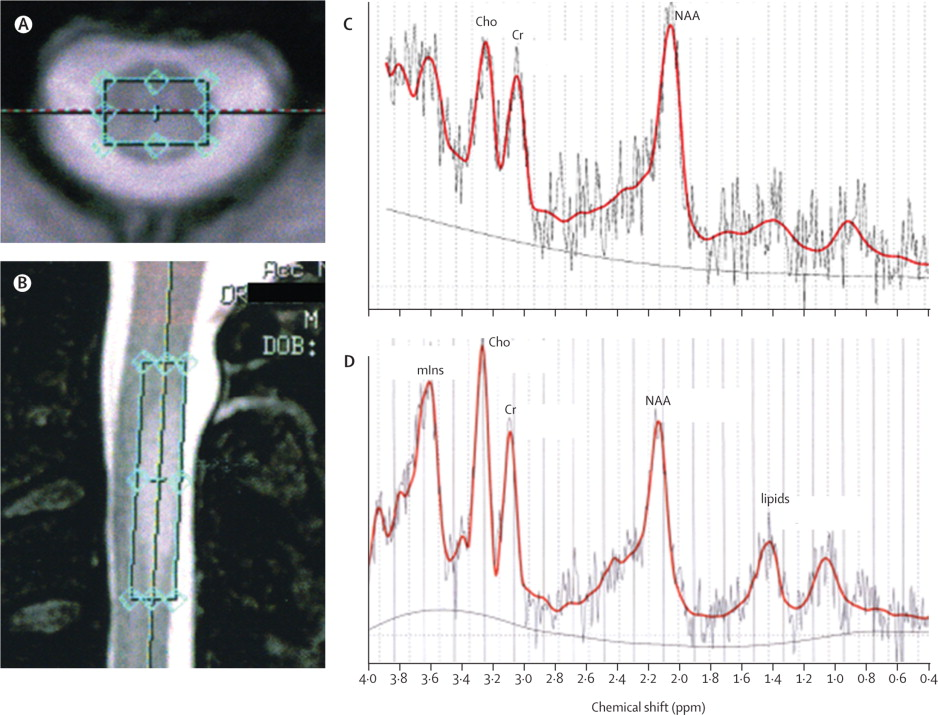 A
B
Acc
DR
M
DOB:
C
Cho
Cr
NAA
D
mIns
Cho
Cr
NAA
lipids
4·0 3·8 3·6 3·4 3·2 3·0 2·8 2·6 2·4 2·2 2·0 1·8 1·6 1·4 1·2 1·0 0·8 0·6 0·4
Chemical shift (ppm)